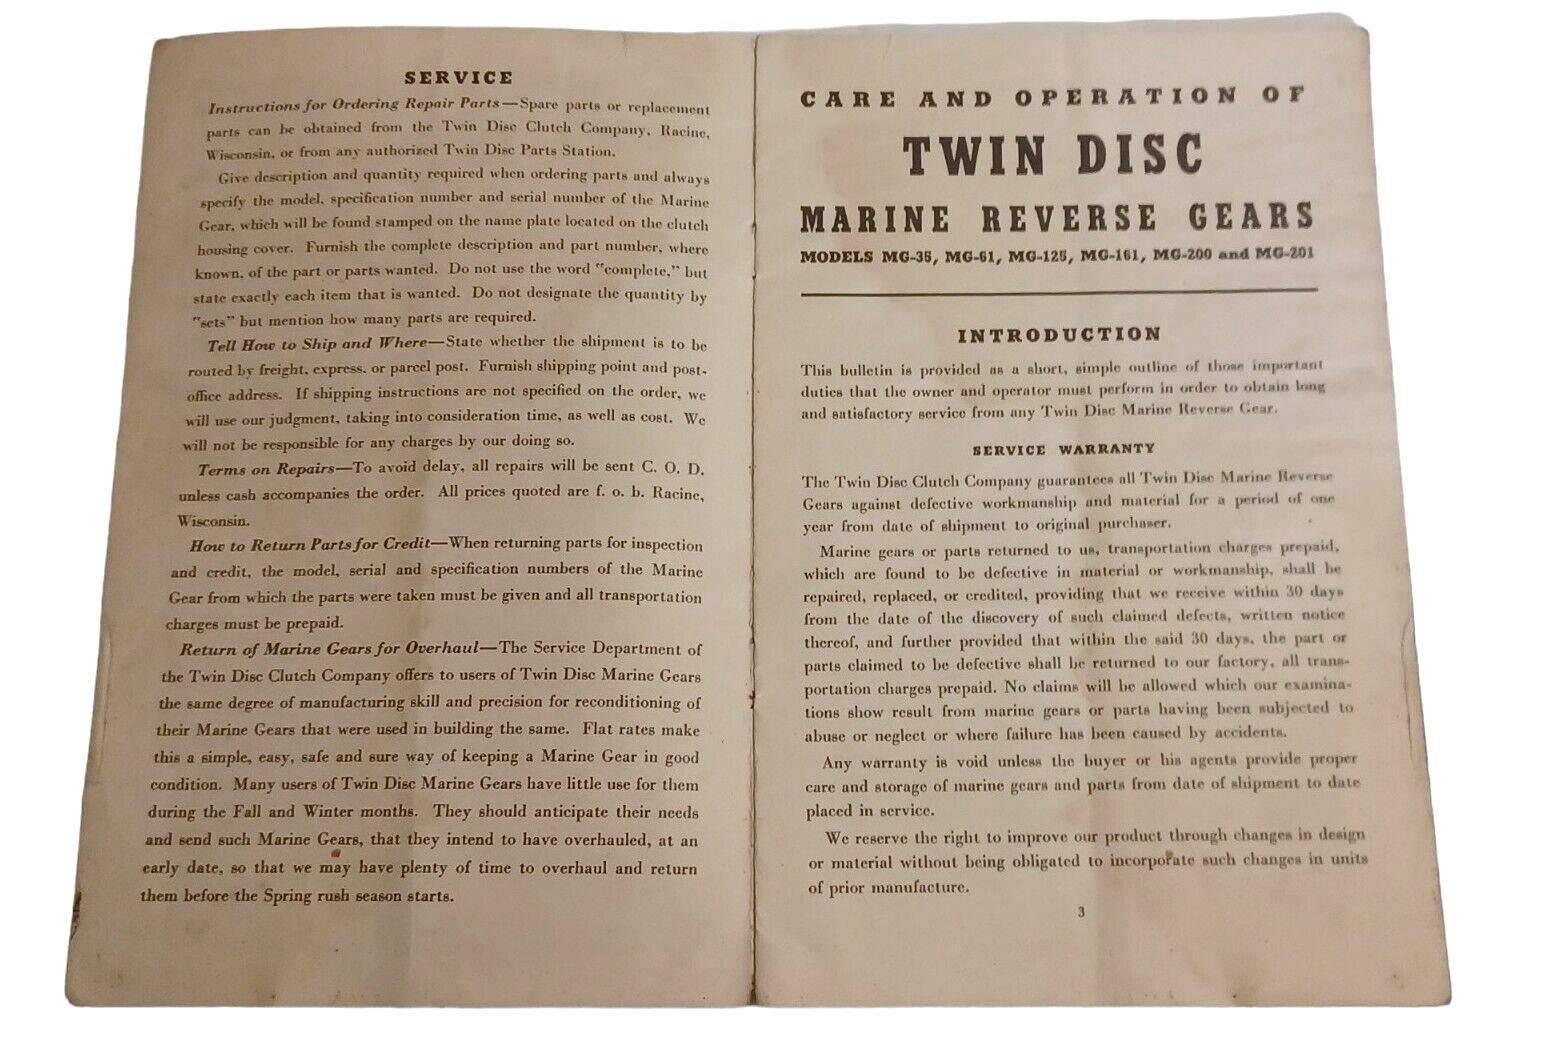 SERVICE
Instructions for Ordering Repair Parts—Spare parts or replacement
parts can be obtained from the Twin Disc Clutch Company, Racine,
Wisconsin, or from any authorized Twin Disc Parts Station.
Give description and quantity required when ordering parts and always
specify the model, specification number and serial number of the Marine
Gear, which will be found stamped on the name plate located on the clutch
housing cover. Furnish the complete description and part number, where
known, of the part or parts wanted. Do not use the word "complete," but
state exactly each item that is wanted. Do not designate the quantity by
"sets" but mention how many parts are required.
Tell How to Ship and Where—State whether the shipment is to be
routed by freight, express. or parcel post. Furnish shipping point and post-
office address. If shipping instructions are not specified on the order, we
will use our judgment, taking into consideration time, as well as cost. We
will not be responsible for any charges by our doing so.
Terms on Repairs—To avoid delay, all repairs will be sent C. O. D.
unless cash accompanies the order. All prices quoted are f. o. b. Racine,
Wisconsin.
How to Return Parts for Credit—When returning parts for inspection
and credit, the model, serial and specification numbers of the Marine
Gear from which the parts were taken must be given and all transportation
charges must be prepaid.
Return of Marine Gears for Overhaul—The Service Department of
the Twin Disc Clutch Company offers to users of Twin Disc Marine Gears
the same degree of manufacturing skill and precision for reconditioning of
their Marine Gears that were used in building the same. Flat rates make
this a simple, easy, safe and sure way of keeping a Marine Gear in good
condition. Many users of Twin Disc Marine Gears have little use for them
during the Fall and Winter months. They should anticipate their needs
and send such Marine Gears, that they intend to have overhauled, at an
early date, so that we may have plenty of time to overhaul and return
them before the Spring rush season starts.
CARE AND OPERATION OF
TWIN DISC
MARINE REVERSE GEARS
MODELS MG-35, MG-61, MG-125, MG-161, MG-200 and MG-201
INTRODUCTION
This bulletin is provided as a short, simple outline of those important
duties that the owner and operator must perform in order to obtain long
and satisfactory service from any Twin Disc Marine Reverse Gear.
SERVICE WARRANTY
The Twin Disc Clutch Company guarantees all Twin Disc Marine Reverse
Gears against defective workmanship and material for a period of one
year from date of shipment to original purchaser.
Marine gears or parts returned to us, transportation charges prepaid,
which are found to be defective in material or workmanship, shall be
repaired, replaced, or credited, providing that we receive within 30 days
from the date of the discovery of such claimed defects, written notice
thereof, and further provided that within the said 30 days, the part or
parts claimed to be defective shall be returned to our factory, all trans-
portation charges prepaid. No claims will be allowed which our examina-
tions show result from marine gears or parts having been subjected to
abuse or neglect or where failure has been caused by accidents.
Any warranty is void unless the buyer or his agents provide proper
care and storage of marine gears and parts from date of shipment to date
placed in service.
We reserve the right to improve our product through changes in design
or material without being obligated to incorporate such changes in units
of prior manufacture.
3